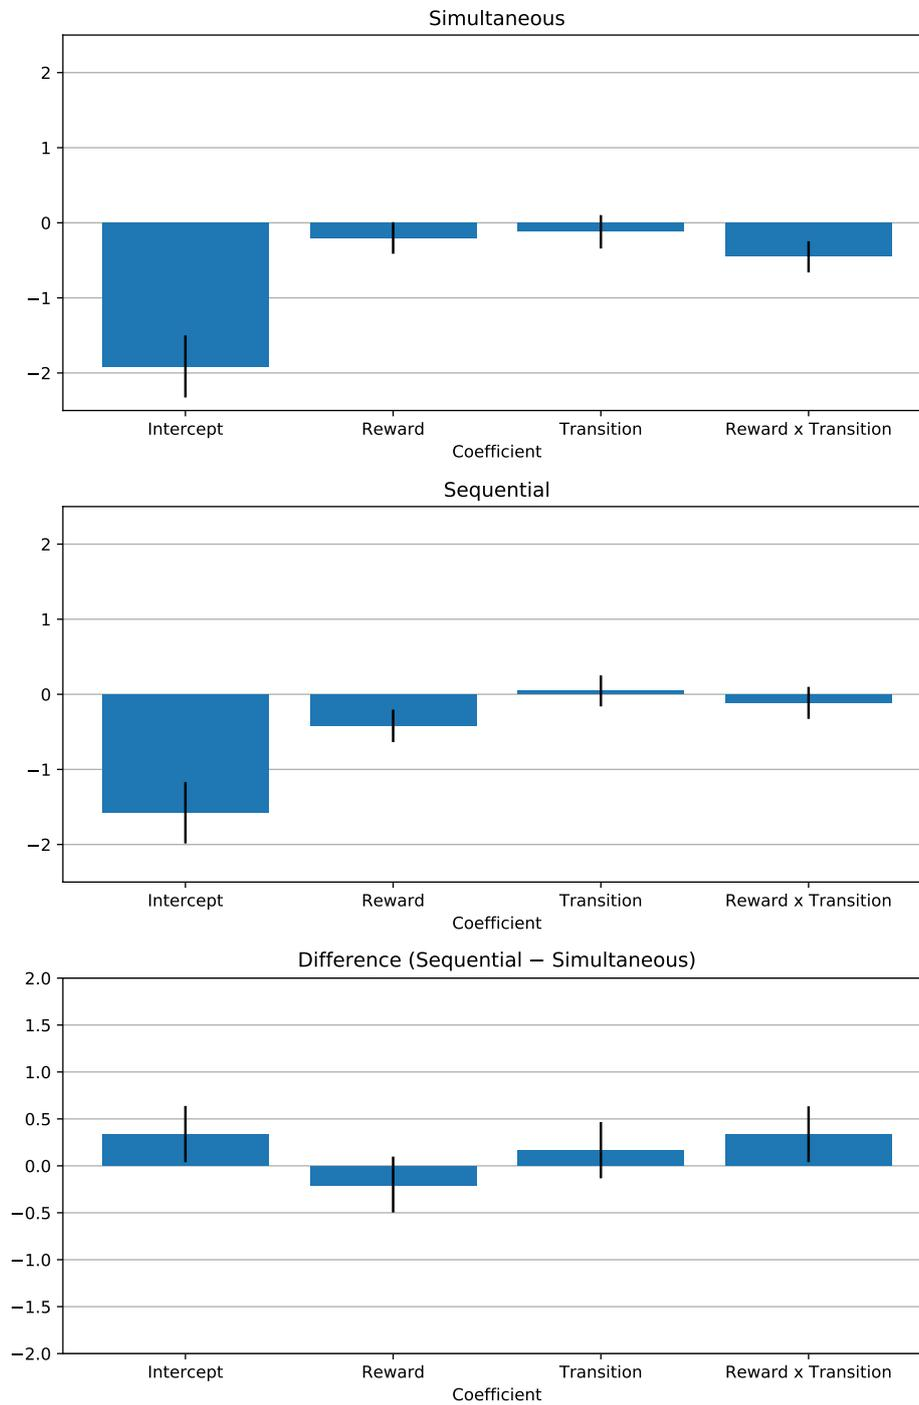 Simultaneous
2
1
0
−1
−2
Intercept Reward Transition Reward x Transition
Coefficient
Sequential
2
1
0
−1
−2
Intercept Reward Transition Reward x Transition
Coefficient
Difference (Sequential − Simultaneous)
2.0
1.5
1.0
0.5
0.0
−0.5
−1.0
−1.5
−2.0
Intercept Reward Transition Reward x Transition
Coefficient